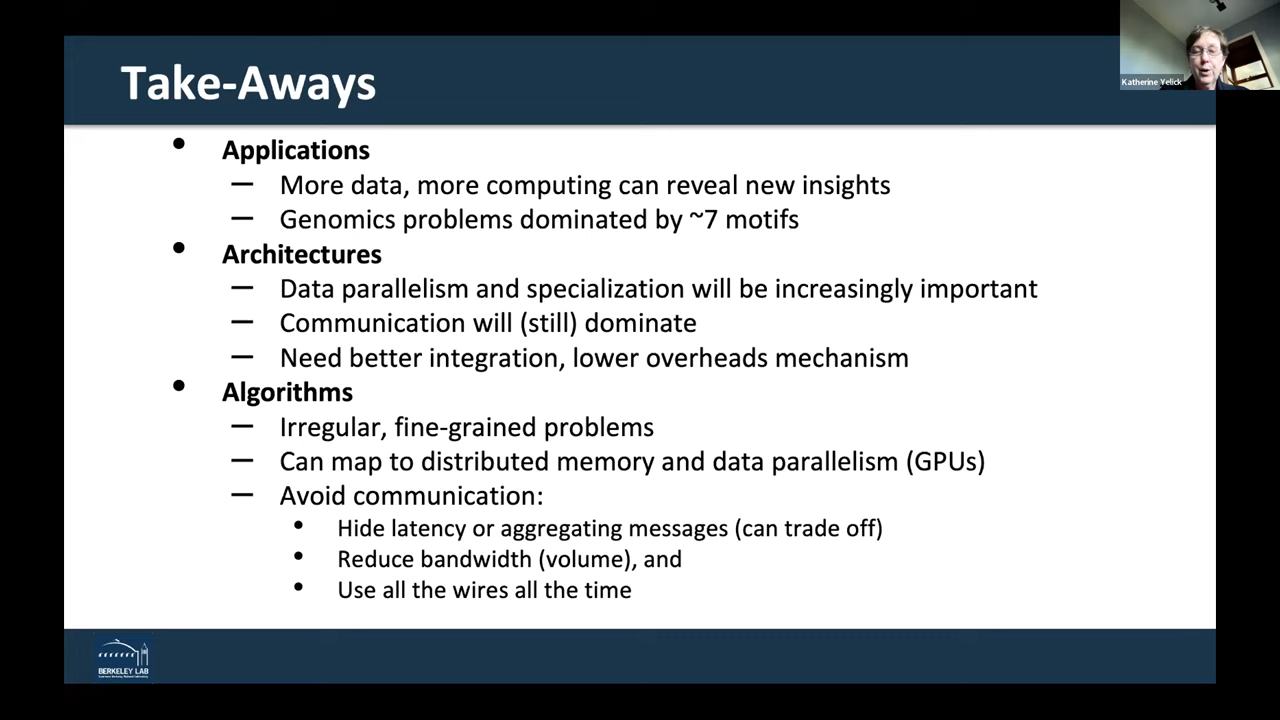 Take-Aways
Katherine Yelick
• Applications
— More data, more computing can reveal new insights
— Genomics problems dominated by ~7 motifs
• Architectures
— Data parallelism and specialization will be increasingly important
— Communication will (still) dominate
— Need better integration, lower overheads mechanism
• Algorithms
— Irregular, fine-grained problems
— Can map to distributed memory and data parallelism (GPUs)
— Avoid communication:
• Hide latency or aggregating messages (can trade off)
• Reduce bandwidth (volume), and
• Use all the wires all the time
BERKELEY LAB